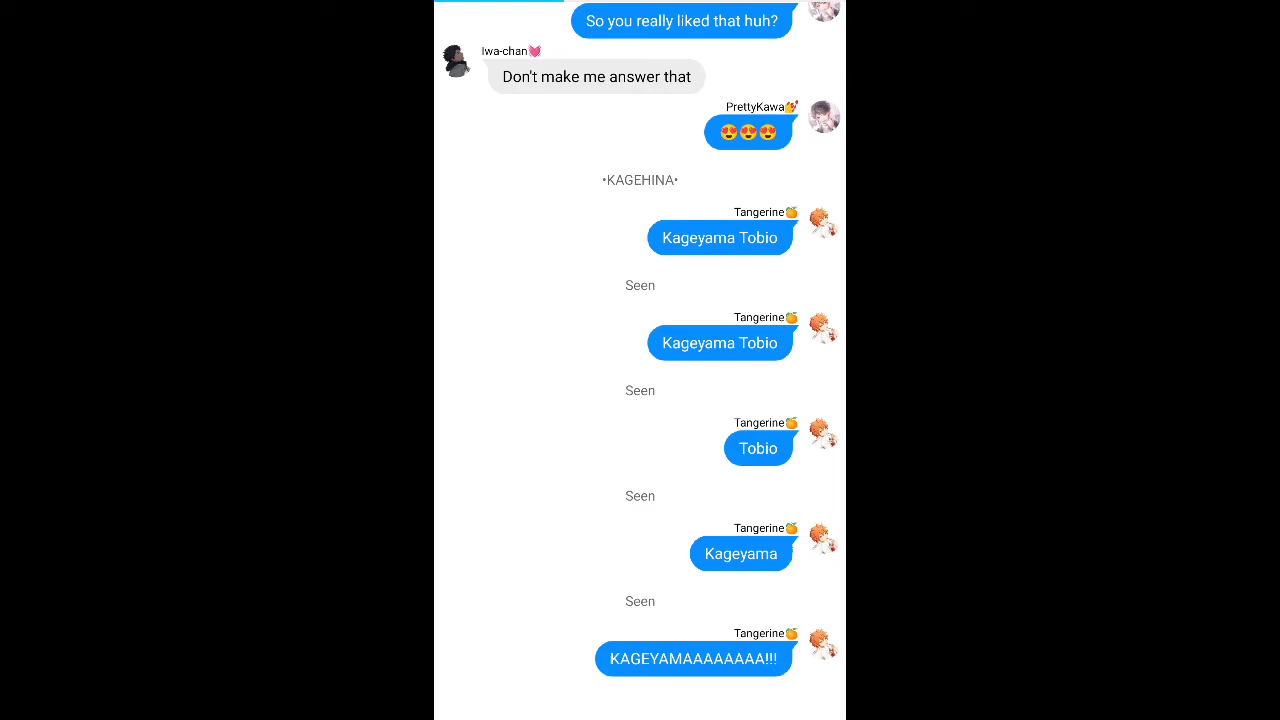 So you really liked that huh?
Iwa-chan💓
Don't make me answer that
PrettyKawa💅
😍😍😍
•KAGEHINA•
Tangerine🍊
Kageyama Tobio
Seen
Tangerine🍊
Kageyama Tobio
Seen
Tangerine🍊
Tobio
Seen
Tangerine🍊
Kageyama
Seen
Tangerine🍊
KAGEYAMAAAAAAAA!!!